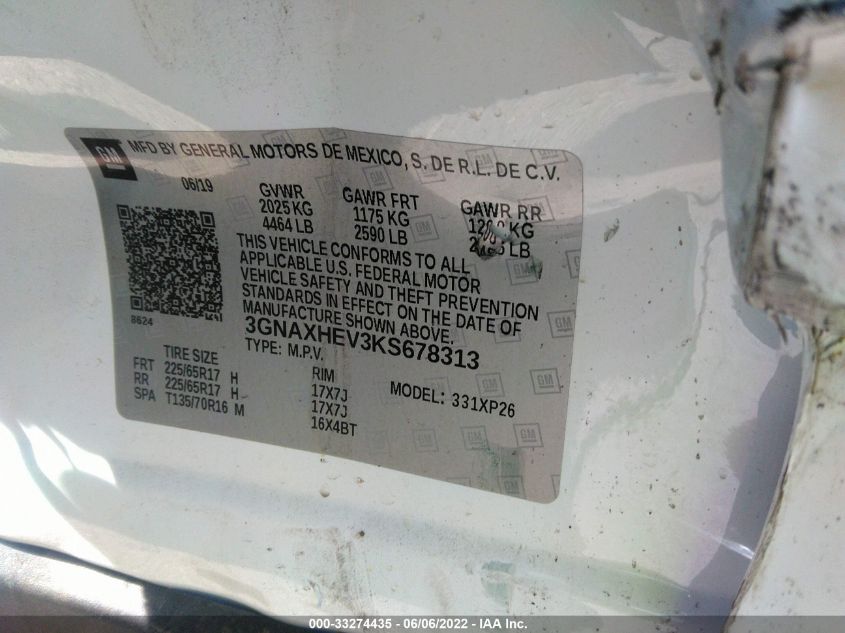 GM
MFD BY GENERAL MOTORS DE MEXICO, S. DE R.L. DE C.V.
06/19
GVWR
2025 KG
4464 LB
GAWR FRT
1175 KG
2590 LB
GAWR RR
KG
LB
THIS VEHICLE CONFORMS TO ALL
APPLICABLE U.S. FEDERAL MOTOR
VEHICLE SAFETY AND THEFT PREVENTION
STANDARDS IN EFFECT ON THE DATE OF
MANUFACTURE SHOWN ABOVE.
8624
3GNAXHEV3KS678313
TYPE: M.P.V.
MODEL: 331XP26
TIRE SIZE RIM
FRT 225/65R17 H 17X7J
RR 225/65R17 H 17X7J
SPA T135/70R16 M 16X4BT
000-33274435 - 06/06/2022 - IAA Inc.